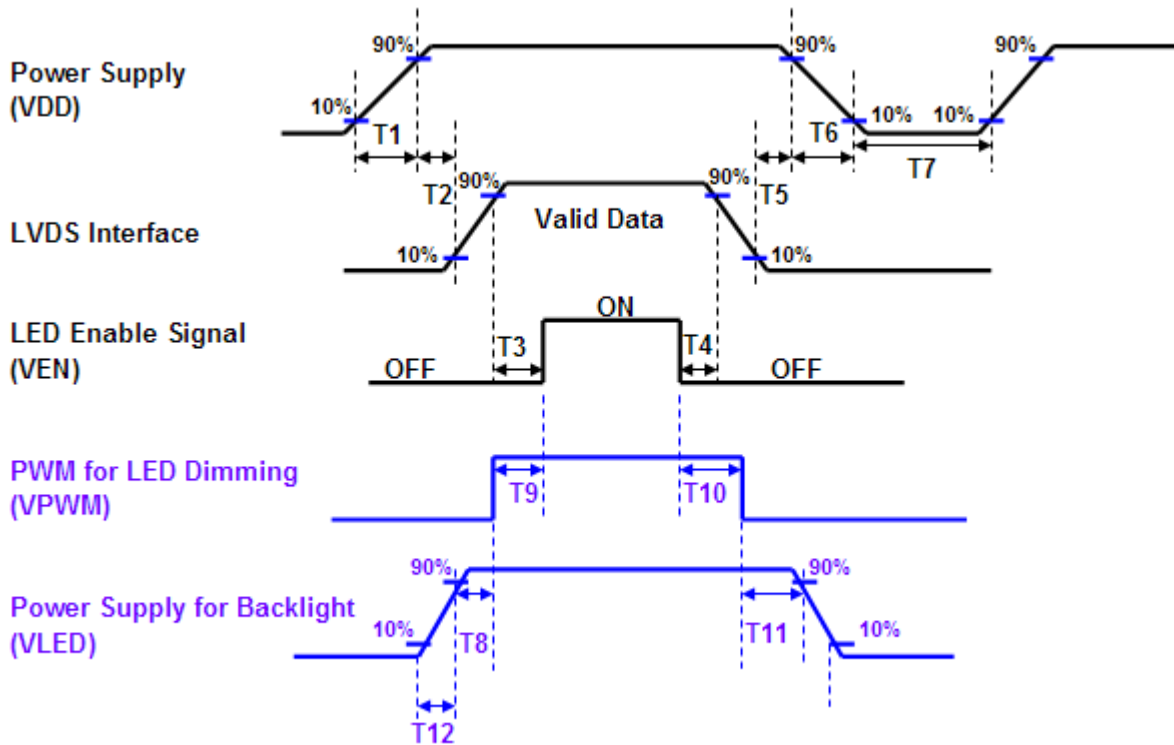 90% 90% 90%
Power Supply
(VDD)
10% 10% 10%
T1 T6 T7
T2 90% 90% T5
LVDS Interface
Valid Data
10% 10%
LED Enable Signal
(VEN)
ON
T3 T4
OFF OFF
PWM for LED Dimming
(VPWM)
T9 T10
90% 90%
Power Supply for Backlight
(VLED)
10% 10%
T8 T11
T12